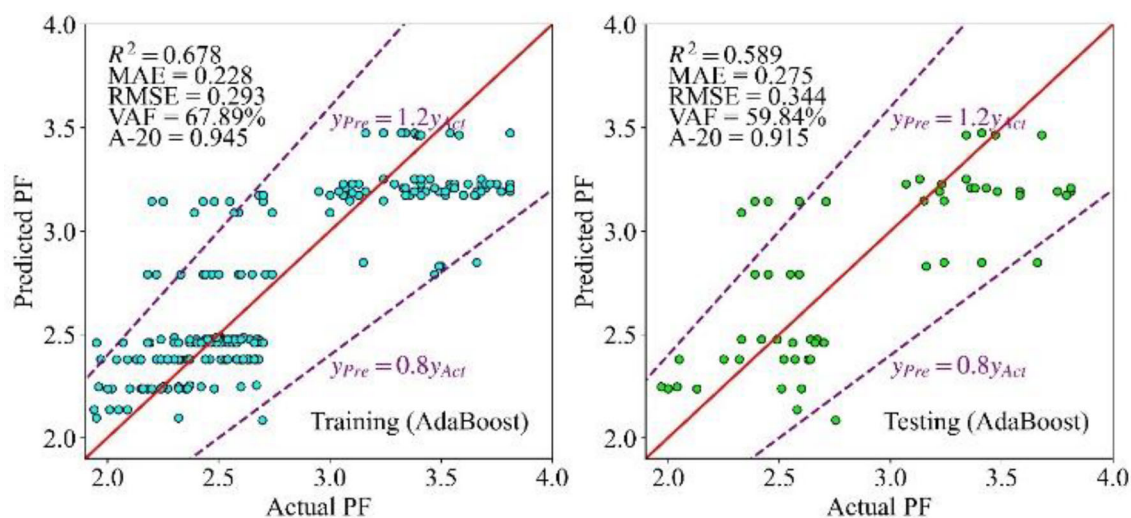 4.0
3.5
3.0
2.5
2.0
Predicted PF
R² = 0.678
MAE = 0.228
RMSE = 0.293
VAF = 67.89%
A-20 = 0.945
y_Pre = 1.2y_Act
y_Pre = 0.8y_Act
Training (AdaBoost)
2.0 2.5 3.0 3.5 4.0
Actual PF
4.0
3.5
3.0
2.5
2.0
Predicted PF
R² = 0.589
MAE = 0.275
RMSE = 0.344
VAF = 59.84%
A-20 = 0.915
y_Pre = 1.2y_Act
y_Pre = 0.8y_Act
Testing (AdaBoost)
2.0 2.5 3.0 3.5 4.0
Actual PF